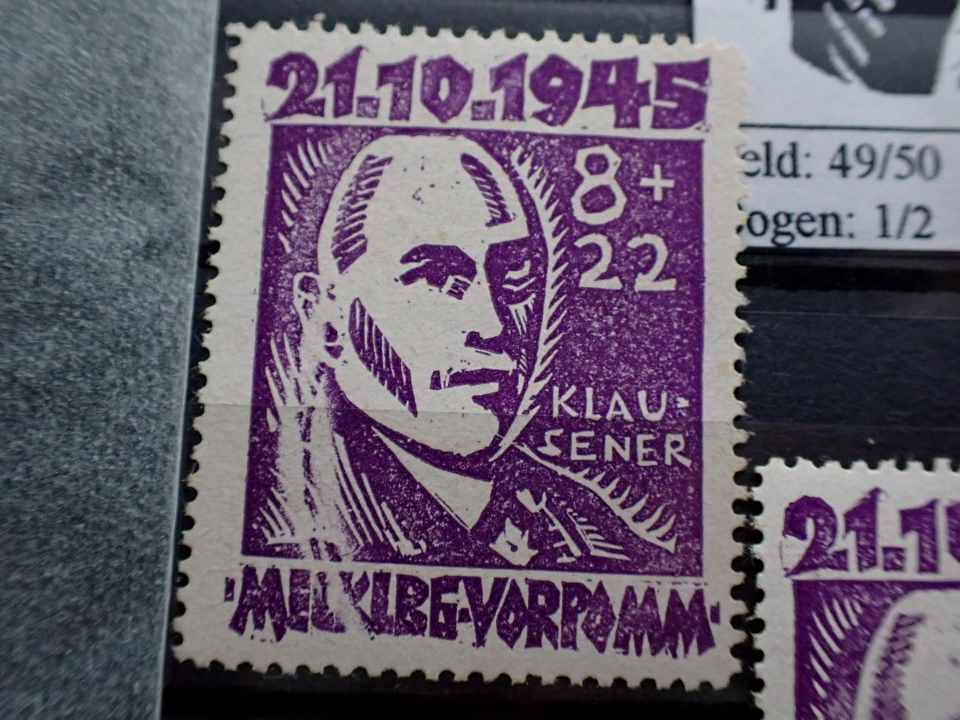 21.10.1945
8+
22
KLAU-
SENER
MECKLBG-VORPOMM
eld: 49/50
ogen: 1/2
21.1